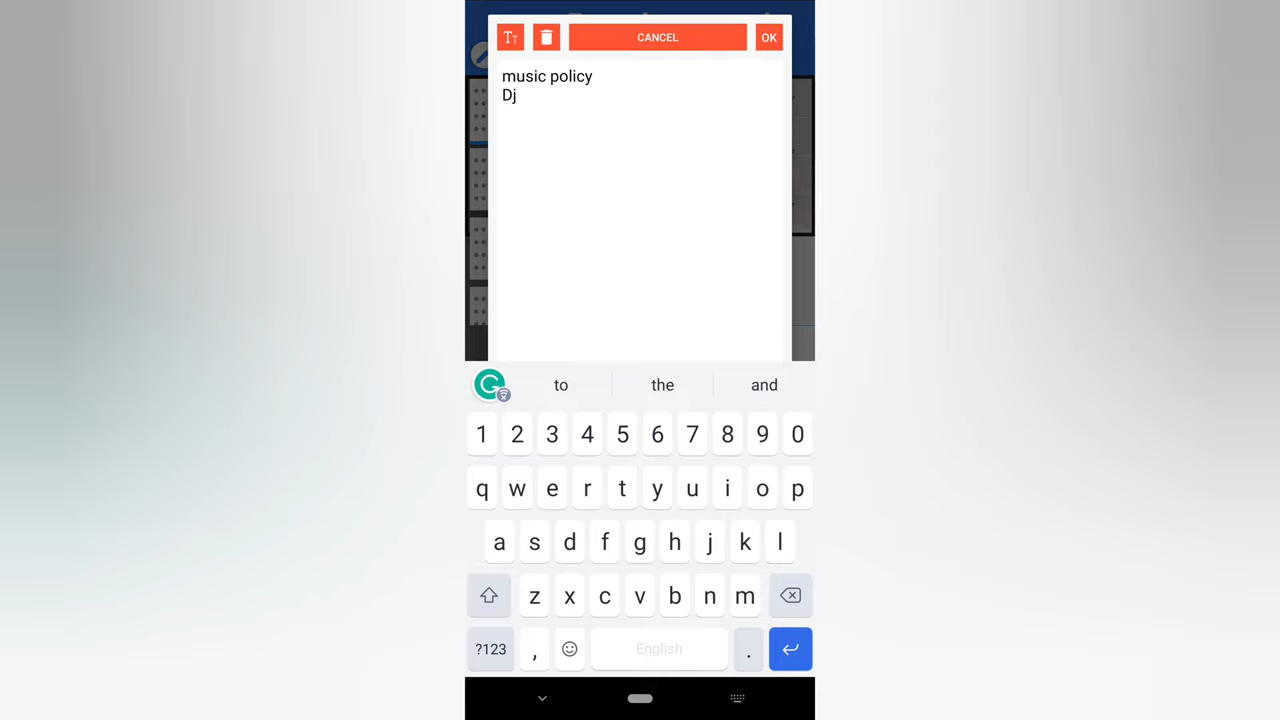 TT
CANCEL
OK
music policy
Dj
to the and
1 2 3 4 5 6 7 8 9 0
q w e r t y u i o p
a s d f g h j k l
z x c v b n m
?123 , English .